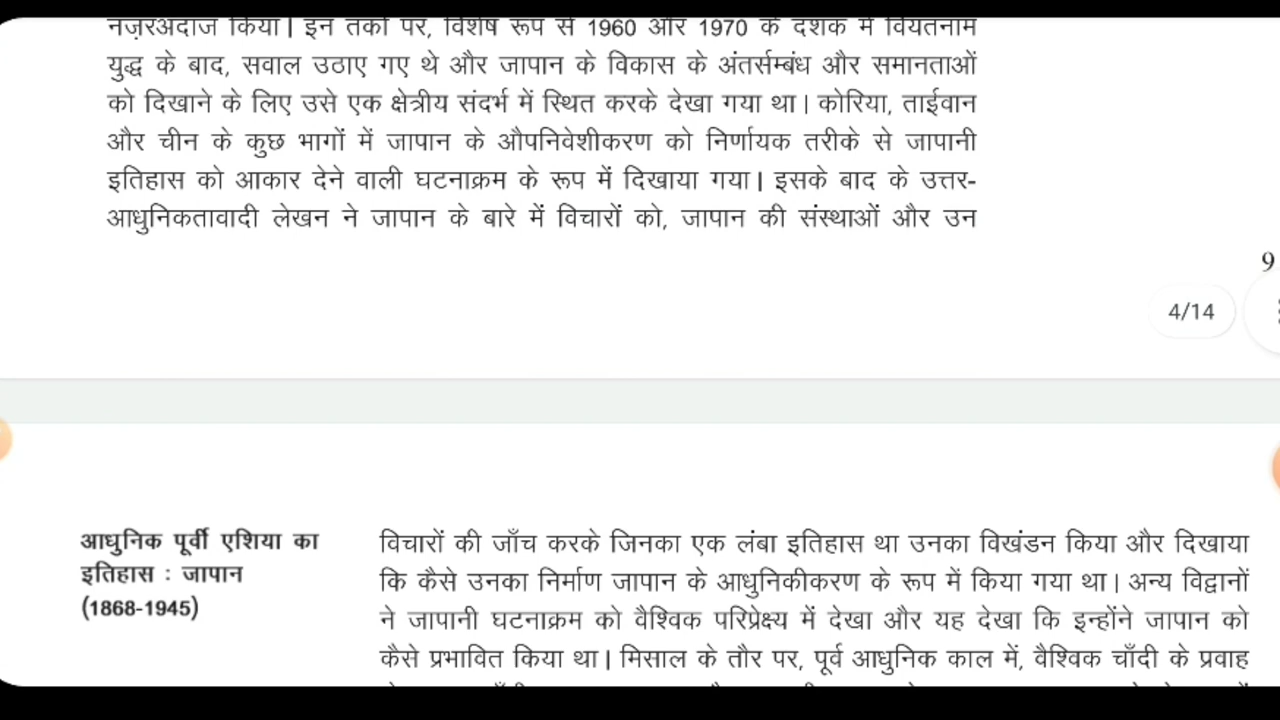 नज़रअंदाज किया। इन तर्कों पर, विशेष रूप से 1960 और 1970 के दशक में वियतनाम
युद्ध के बाद, सवाल उठाए गए थे और जापान के विकास के अंतर्सम्बंध और समानताओं
को दिखाने के लिए उसे एक क्षेत्रीय संदर्भ में स्थित करके देखा गया था। कोरिया, ताईवान
और चीन के कुछ भागों में जापान के औपनिवेशीकरण को निर्णायक तरीके से जापानी
इतिहास को आकार देने वाली घटनाक्रम के रूप में दिखाया गया। इसके बाद के उत्तर-
आधुनिकतावादी लेखन ने जापान के बारे में विचारों को, जापान की संस्थाओं और उन
9
4/14
आधुनिक पूर्वी एशिया का
इतिहास : जापान
(1868-1945)
विचारों की जाँच करके जिनका एक लंबा इतिहास था उनका विखंडन किया और दिखाया
कि कैसे उनका निर्माण जापान के आधुनिकीकरण के रूप में किया गया था। अन्य विद्वानों
ने जापानी घटनाक्रम को वैश्विक परिप्रेक्ष्य में देखा और यह देखा कि इन्होंने जापान को
कैसे प्रभावित किया था। मिसाल के तौर पर, पूर्व आधुनिक काल में, वैश्विक चाँदी के प्रवाह